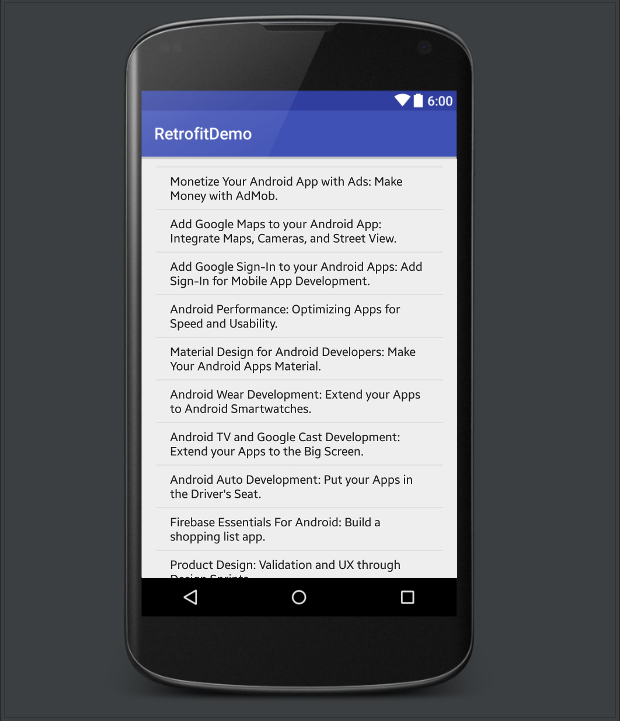 6:00
RetrofitDemo
Monetize Your Android App with Ads: Make
Money with AdMob.
Add Google Maps to your Android App:
Integrate Maps, Cameras, and Street View.
Add Google Sign-In to your Android Apps: Add
Sign-In for Mobile App Development.
Android Performance: Optimizing Apps for
Speed and Usability.
Material Design for Android Developers: Make
Your Android Apps Material.
Android Wear Development: Extend your Apps
to Android Smartwatches.
Android TV and Google Cast Development:
Extend your Apps to the Big Screen.
Android Auto Development: Put your Apps in
the Driver's Seat.
Firebase Essentials For Android: Build a
shopping list app.
Product Design: Validation and UX through
Design Sprints